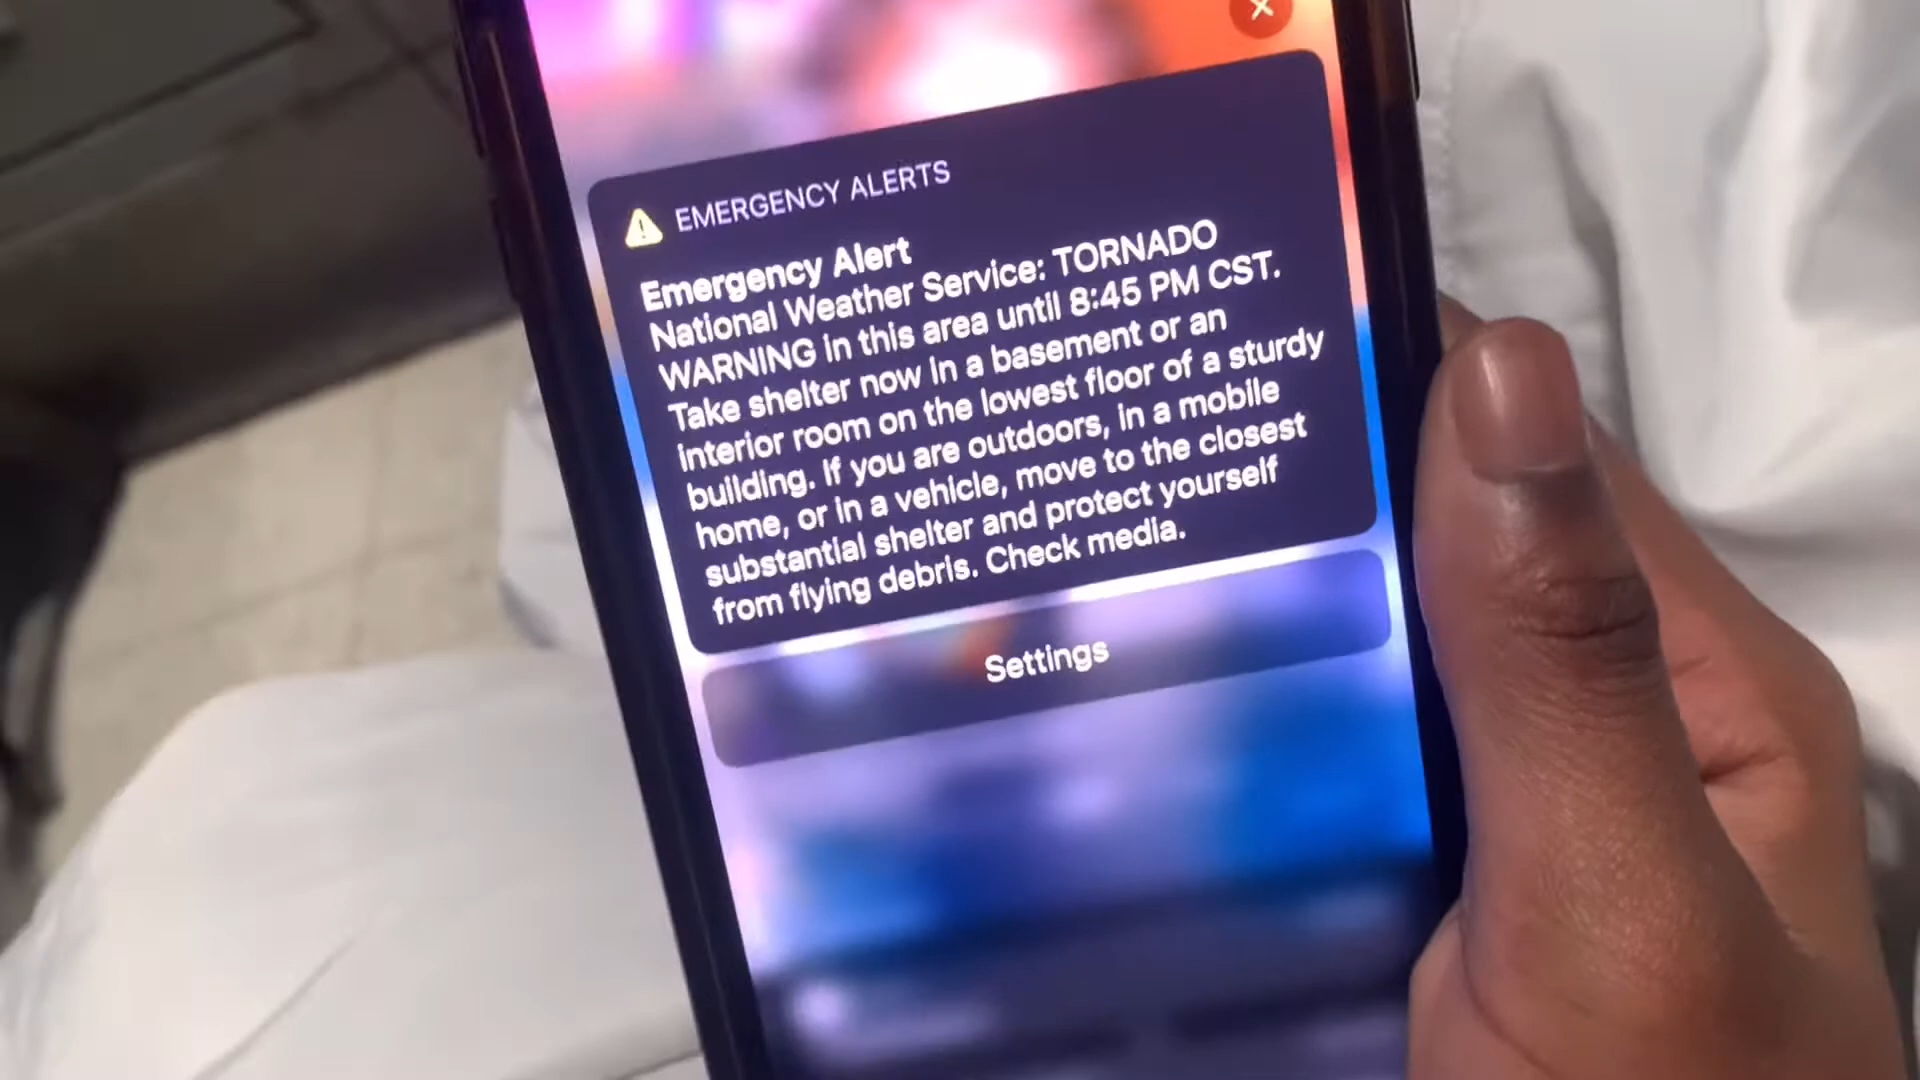 EMERGENCY ALERTS
Emergency Alert
National Weather Service: TORNADO
WARNING in this area until 8:45 PM CST.
Take shelter now in a basement or an
interior room on the lowest floor of a sturdy
building. If you are outdoors, in a mobile
home, or in a vehicle, move to the closest
substantial shelter and protect yourself
from flying debris. Check media.
Settings